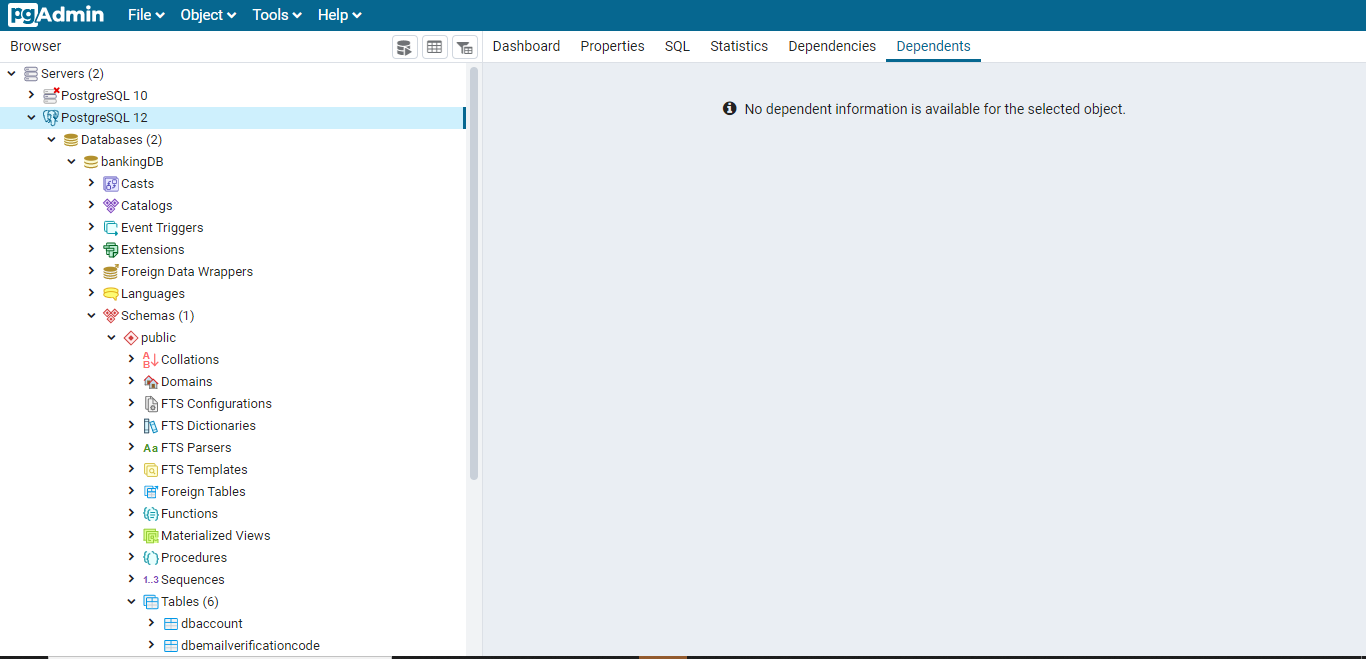 pgAdmin File Object Tools Help
Browser Dashboard Properties SQL Statistics Dependencies Dependents
Servers (2)
PostgreSQL 10
PostgreSQL 12
Databases (2)
bankingDB
Casts
Catalogs
Event Triggers
Extensions
Foreign Data Wrappers
Languages
Schemas (1)
public
Collations
Domains
FTS Configurations
FTS Dictionaries
Aa FTS Parsers
FTS Templates
Foreign Tables
Functions
Materialized Views
Procedures
1..3 Sequences
Tables (6)
dbaccount
dbemailverificationcode
No dependent information is available for the selected object.